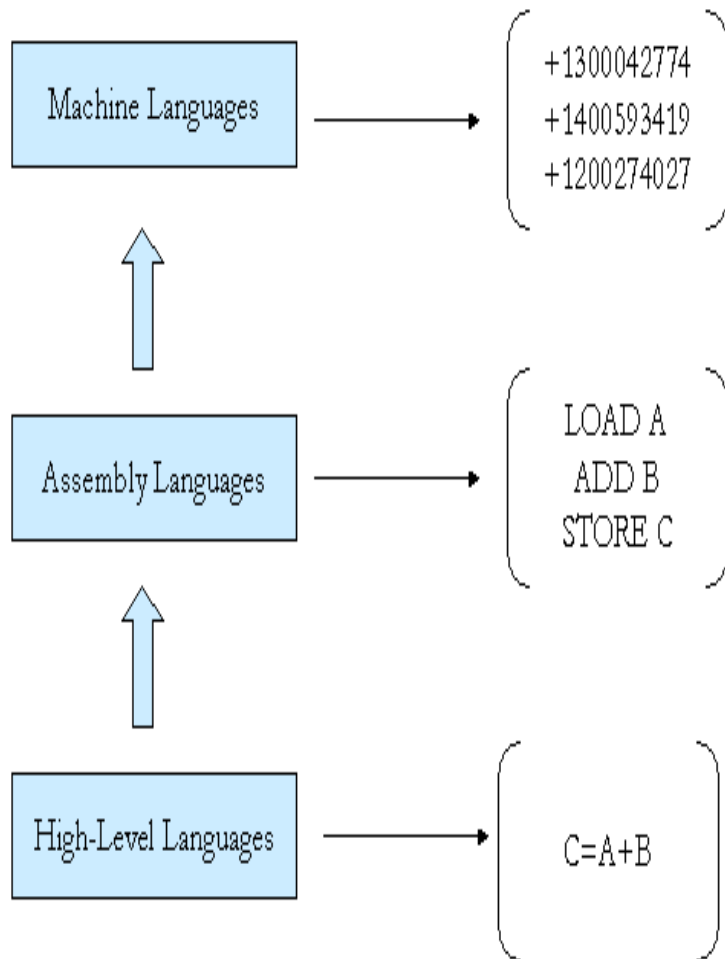 Machine Languages
+1300042774
+1400593419
+1200274027
Assembly Languages
LOAD A
ADD B
STORE C
High-Level Languages
C=A+B